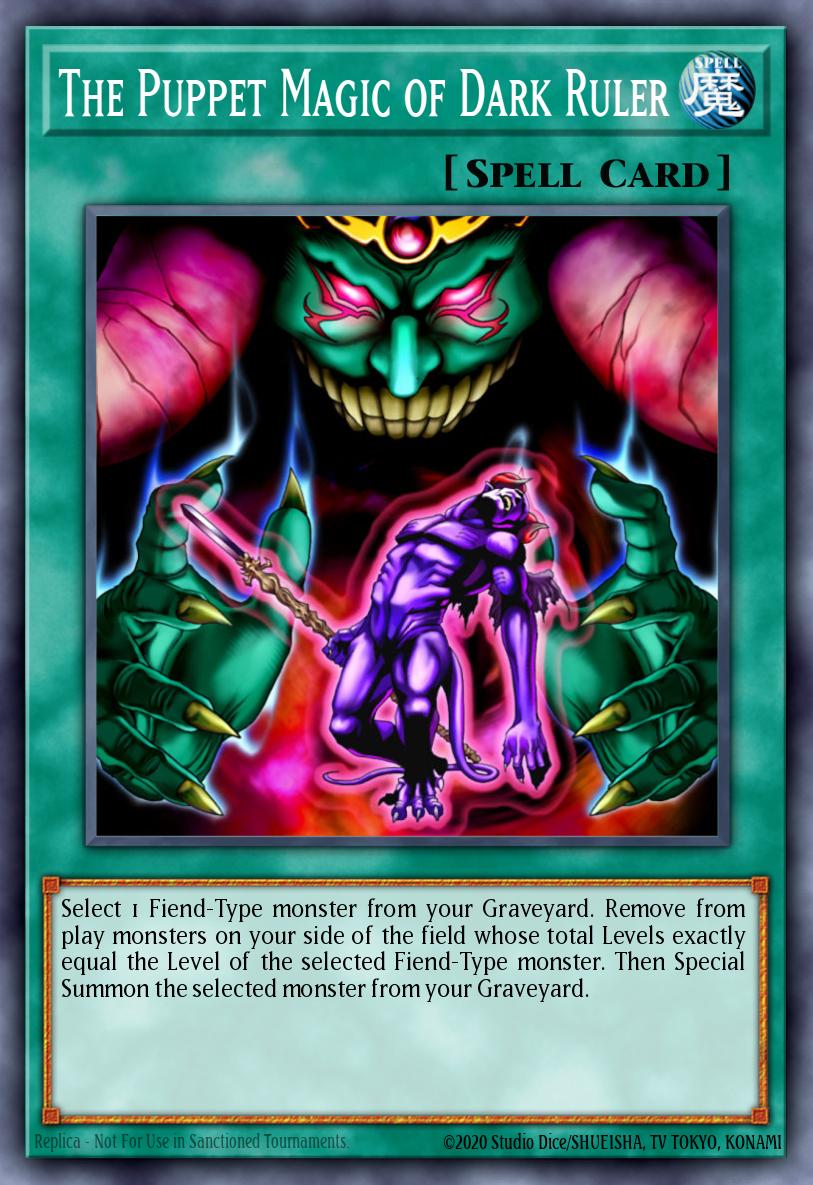 The Puppet Magic of Dark Ruler
SPELL
魔
[ Spell Card ]
Select 1 Fiend-Type monster from your Graveyard. Remove from
play monsters on your side of the field whose total Levels exactly
equal the Level of the selected Fiend-Type monster. Then Special
Summon the selected monster from your Graveyard.
Replica - Not For Use in Sanctioned Tournaments.
©2020 Studio Dice/SHUEISHA, TV TOKYO, KONAMI